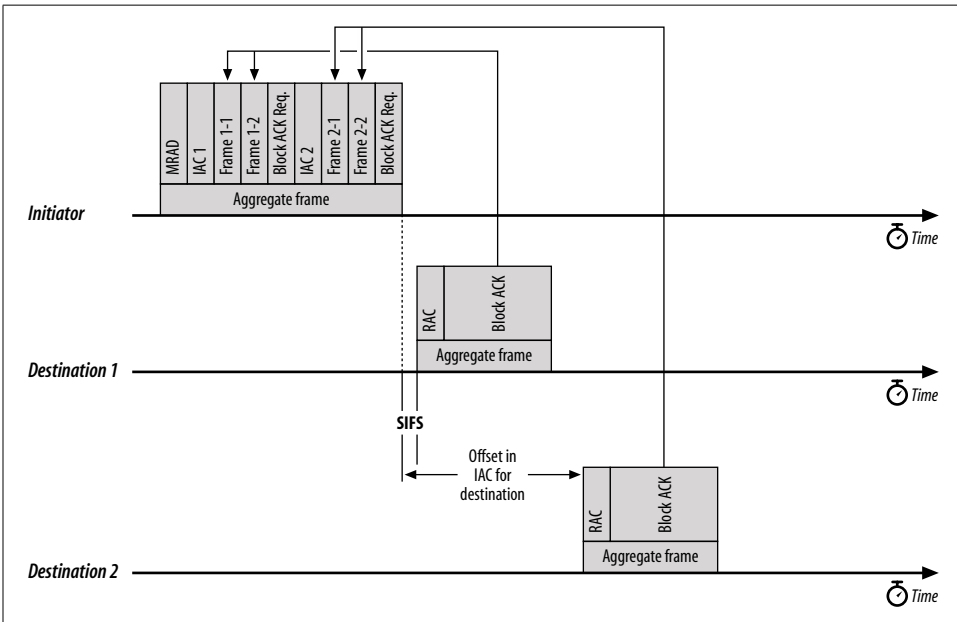 MRAD
IAC 1
Frame 1-1
Frame 1-2
Block ACK Req.
IAC 2
Frame 2-1
Frame 2-2
Block ACK Req.
Aggregate frame
Initiator
Time
RAC
Block ACK
Aggregate frame
Destination 1
Time
SIFS
Offset in
IAC for
destination
RAC
Block ACK
Aggregate frame
Destination 2
Time